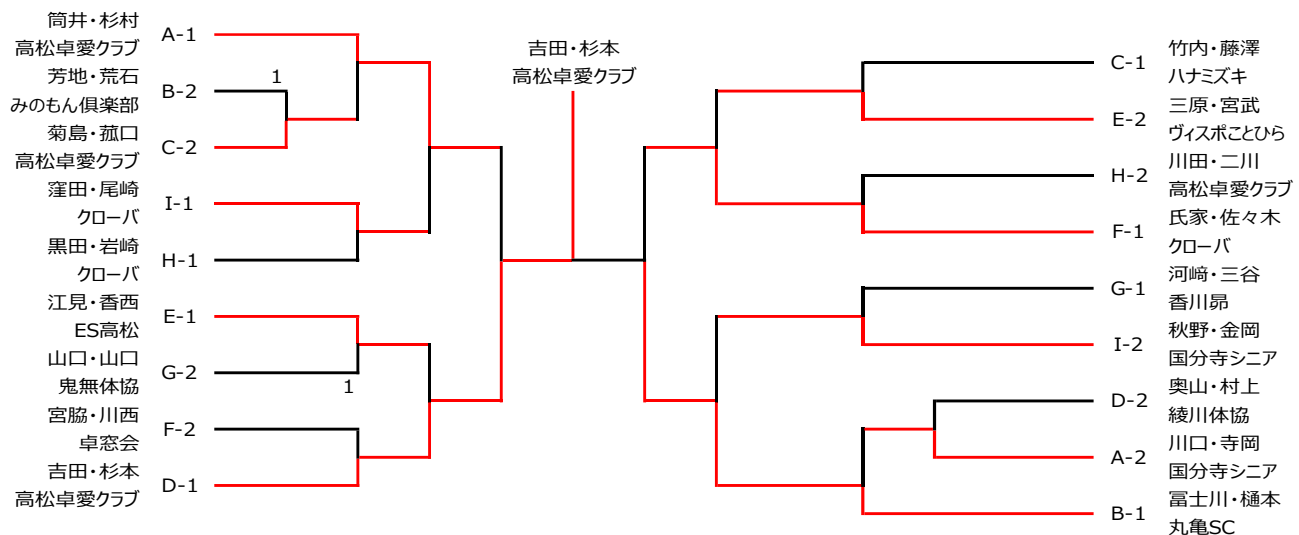 筒井・杉村
高松卓愛クラブ
A-1
芳地・荒石
みのもん倶楽部
B-2
1
菊島・菰口
高松卓愛クラブ
C-2
窪田・尾崎
クローバ
I-1
黒田・岩崎
クローバ
H-1
江見・香西
ES高松
E-1
山口・山口
鬼無体協
G-2
1
宮脇・川西
卓窓会
F-2
吉田・杉本
高松卓愛クラブ
D-1
吉田・杉本
高松卓愛クラブ
C-1
竹内・藤澤
ハナミズキ
E-2
三原・宮武
ヴィスポことひら
H-2
川田・二川
高松卓愛クラブ
F-1
氏家・佐々木
クローバ
G-1
河﨑・三谷
香川昴
I-2
秋野・金岡
国分寺シニア
D-2
奥山・村上
綾川体協
A-2
川口・寺岡
国分寺シニア
B-1
冨士川・樋本
丸亀SC